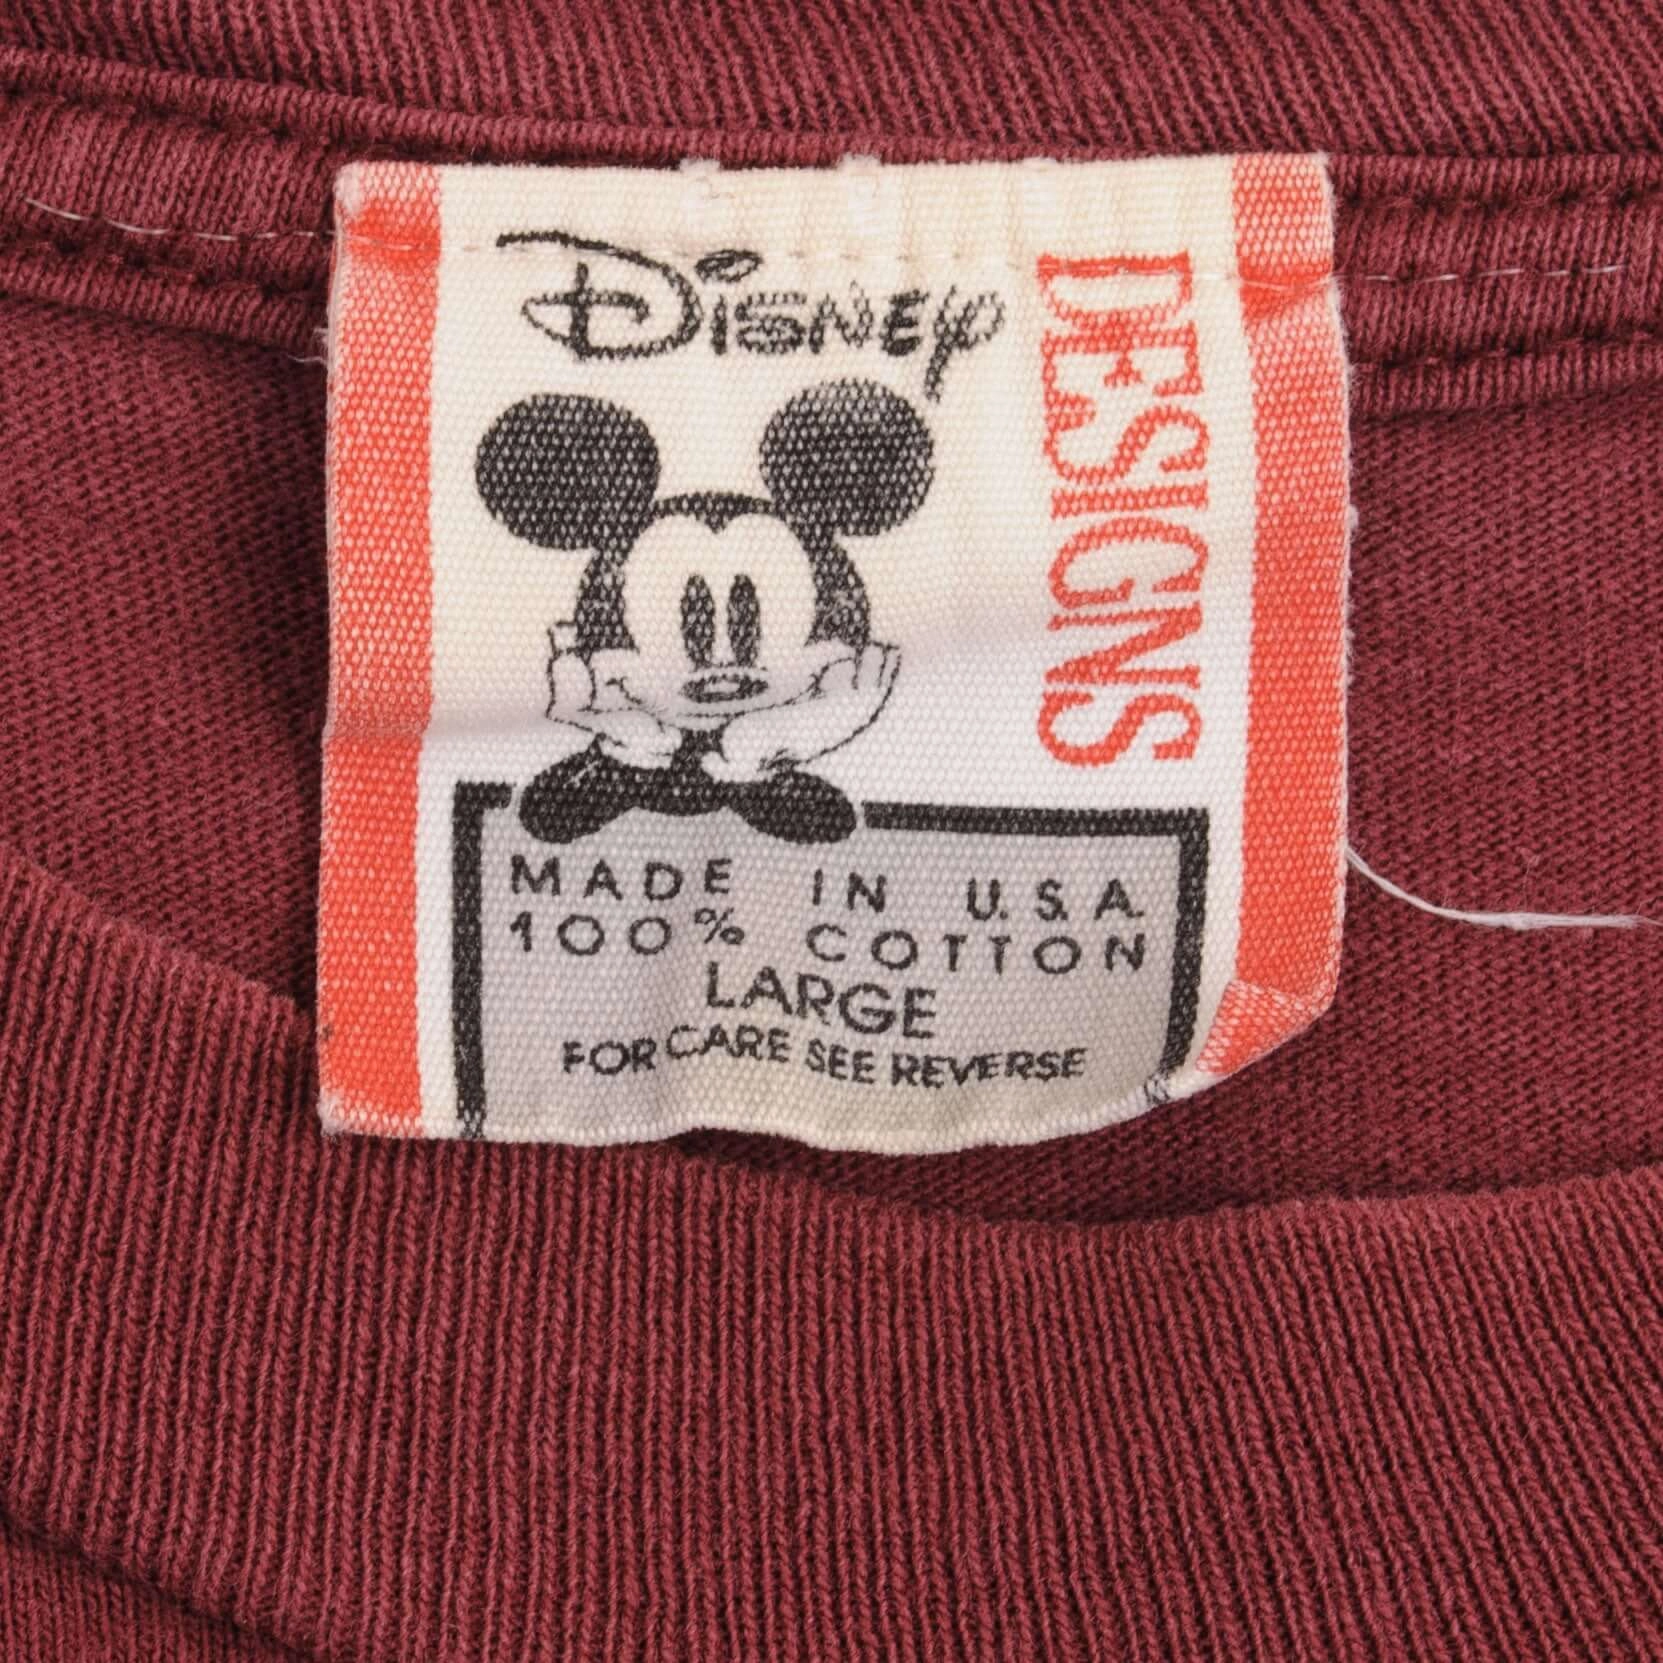 Disney
DESIGNS
MADE IN U.S.A.
100% COTTON
LARGE
FOR CARE SEE REVERSE